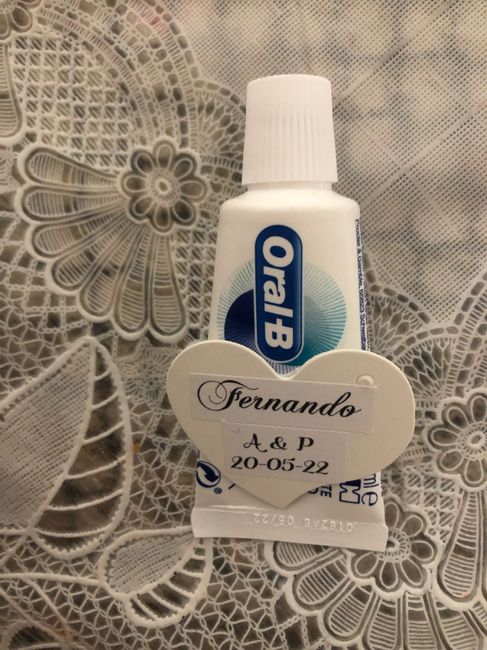 Oral-B
Fernando
A & P
20-05-22